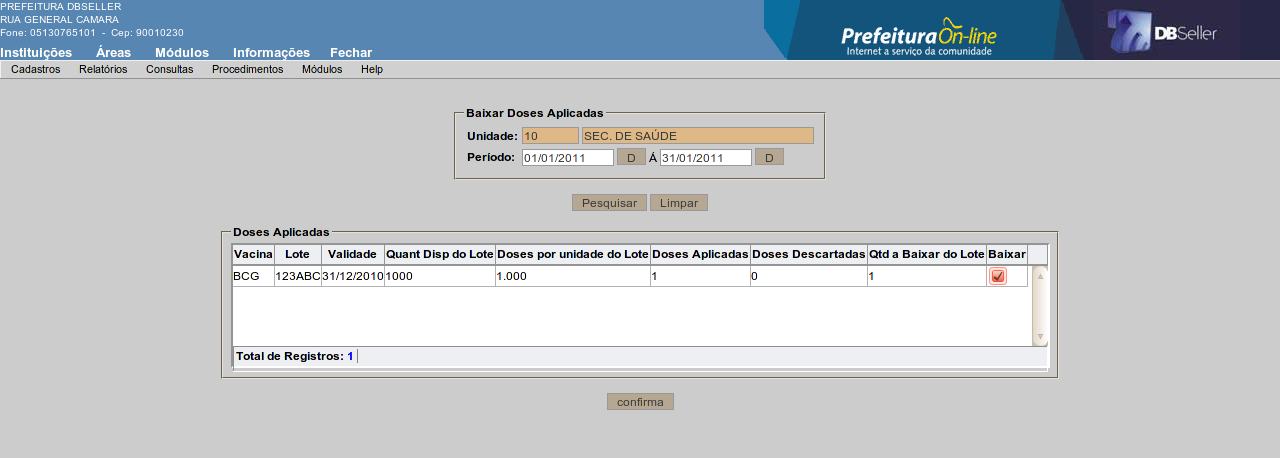 PREFEITURA DBSELLER
RUA GENERAL CAMARA
Fone: 05130765101 - Cep: 90010230
Instituições Áreas Módulos Informações Fechar
PrefeituraOn-line
Internet a serviço da comunidade
DBSeller
Cadastros Relatórios Consultas Procedimentos Módulos Help
Baixar Doses Aplicadas
Unidade: 10 SEC. DE SAÚDE
Período: 01/01/2011 D Á 31/01/2011 D
Pesquisar Limpar
Doses Aplicadas
Vacina Lote Validade Quant Disp do Lote Doses por unidade do Lote Doses Aplicadas Doses Descartadas Qtd a Baixar do Lote Baixar
BCG 123ABC 31/12/2010 1000 1.000 1 0 1
Total de Registros: 1
confirma